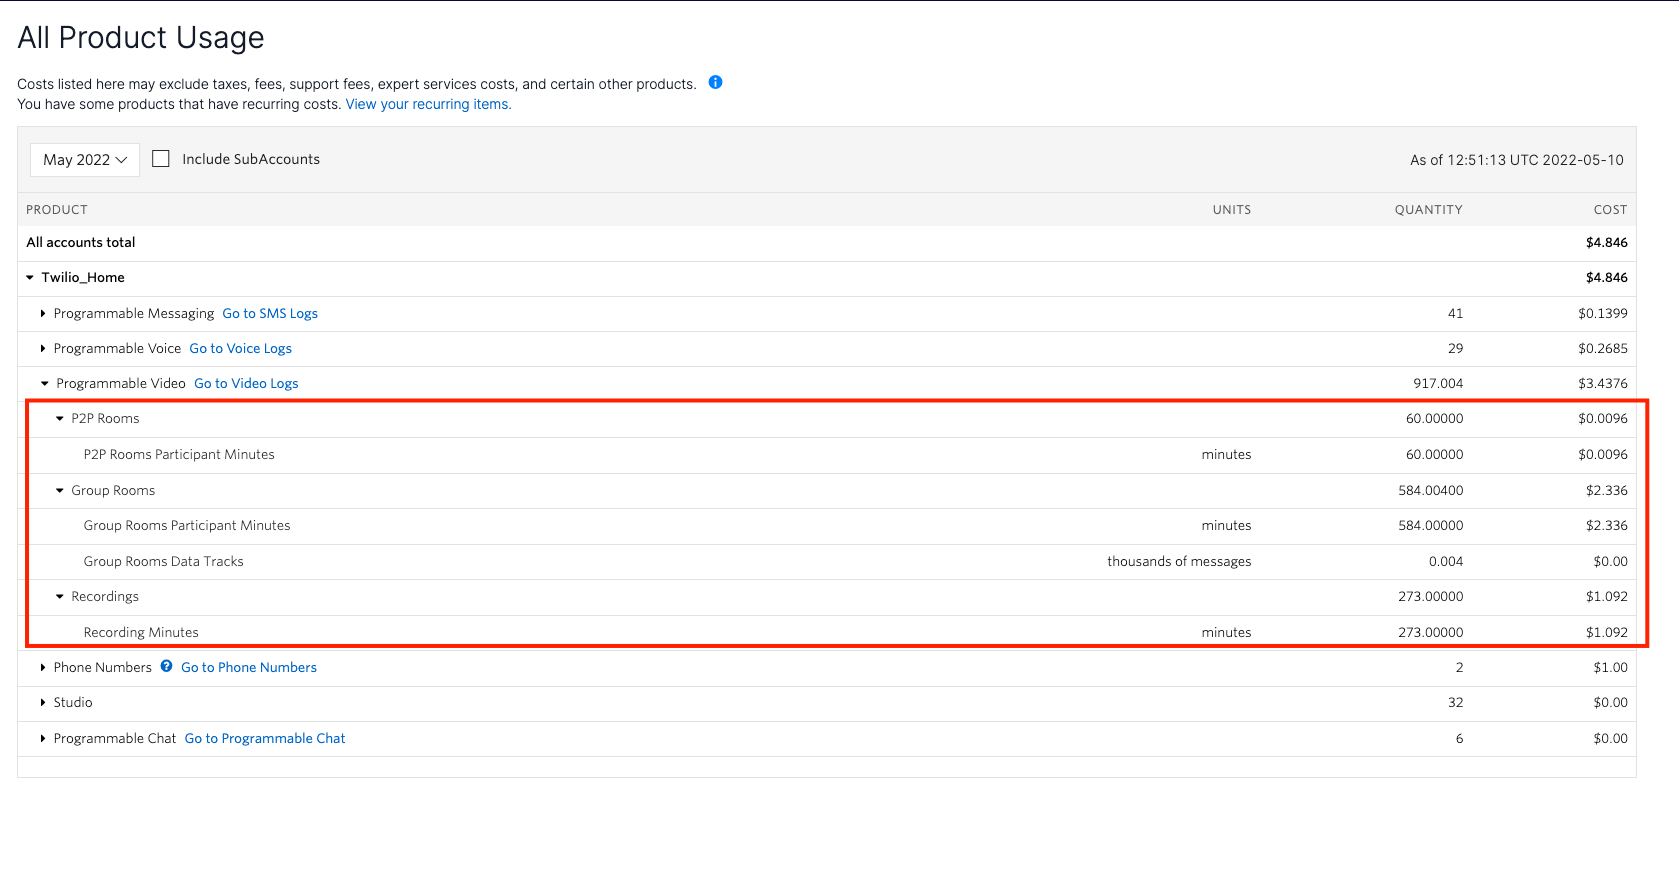 All Product Usage
Costs listed here may exclude taxes, fees, support fees, expert services costs, and certain other products.
You have some products that have recurring costs. View your recurring items.
May 2022 Include SubAccounts As of 12:51:13 UTC 2022-05-10
PRODUCT UNITS QUANTITY COST
All accounts total $4.846
Twilio_Home $4.846
Programmable Messaging Go to SMS Logs 41 $0.1399
Programmable Voice Go to Voice Logs 29 $0.2685
Programmable Video Go to Video Logs 917.004 $3.4376
P2P Rooms 60.00000 $0.0096
P2P Rooms Participant Minutes minutes 60.00000 $0.0096
Group Rooms 584.00400 $2.336
Group Rooms Participant Minutes minutes 584.00000 $2.336
Group Rooms Data Tracks thousands of messages 0.004 $0.00
Recordings 273.00000 $1.092
Recording Minutes minutes 273.00000 $1.092
Phone Numbers ? Go to Phone Numbers 2 $1.00
Studio 32 $0.00
Programmable Chat Go to Programmable Chat 6 $0.00